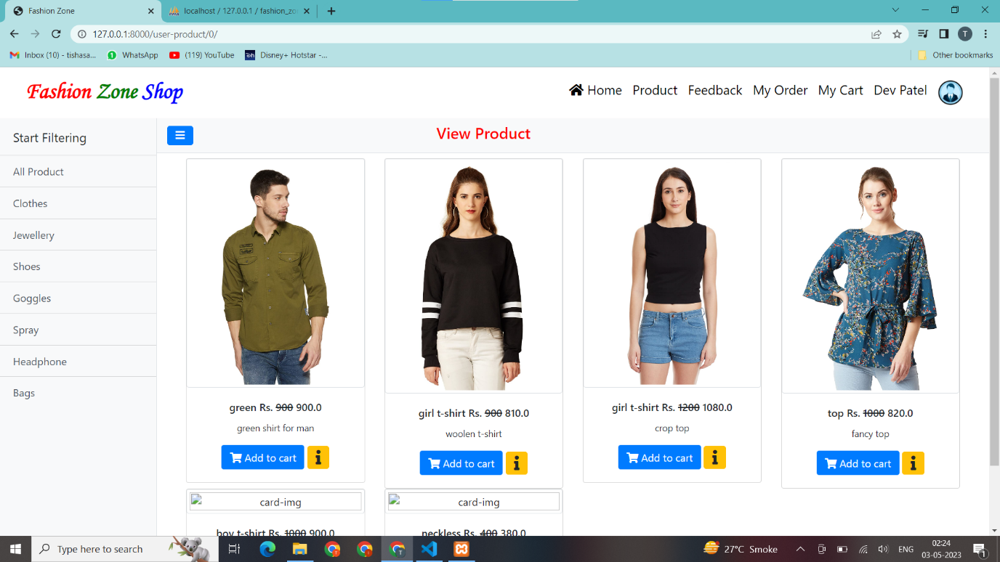 Fashion Zone
localhost / 127.0.0.1 / fashion_zo
127.0.0.1:8000/user-product/0/
T
Inbox (10) - tishasa...
WhatsApp
(119) YouTube
Disney+ Hotstar -...
Other bookmarks
Fashion Zone Shop
Home
Product
Feedback
My Order
My Cart
Dev Patel
Start Filtering
All Product
Clothes
Jewellery
Shoes
Goggles
Spray
Headphone
Bags
View Product
green Rs. 900 900.0
green shirt for man
Add to cart
girl t-shirt Rs. 900 810.0
woolen t-shirt
Add to cart
girl t-shirt Rs. 1200 1080.0
crop top
Add to cart
top Rs. 1000 820.0
fancy top
Add to cart
card-img
boy t-shirt Rs. 1000 900.0
card-img
neckless Rs. 400 380.0
Type here to search
27°C Smoke
ENG
02:24
03-05-2023
1